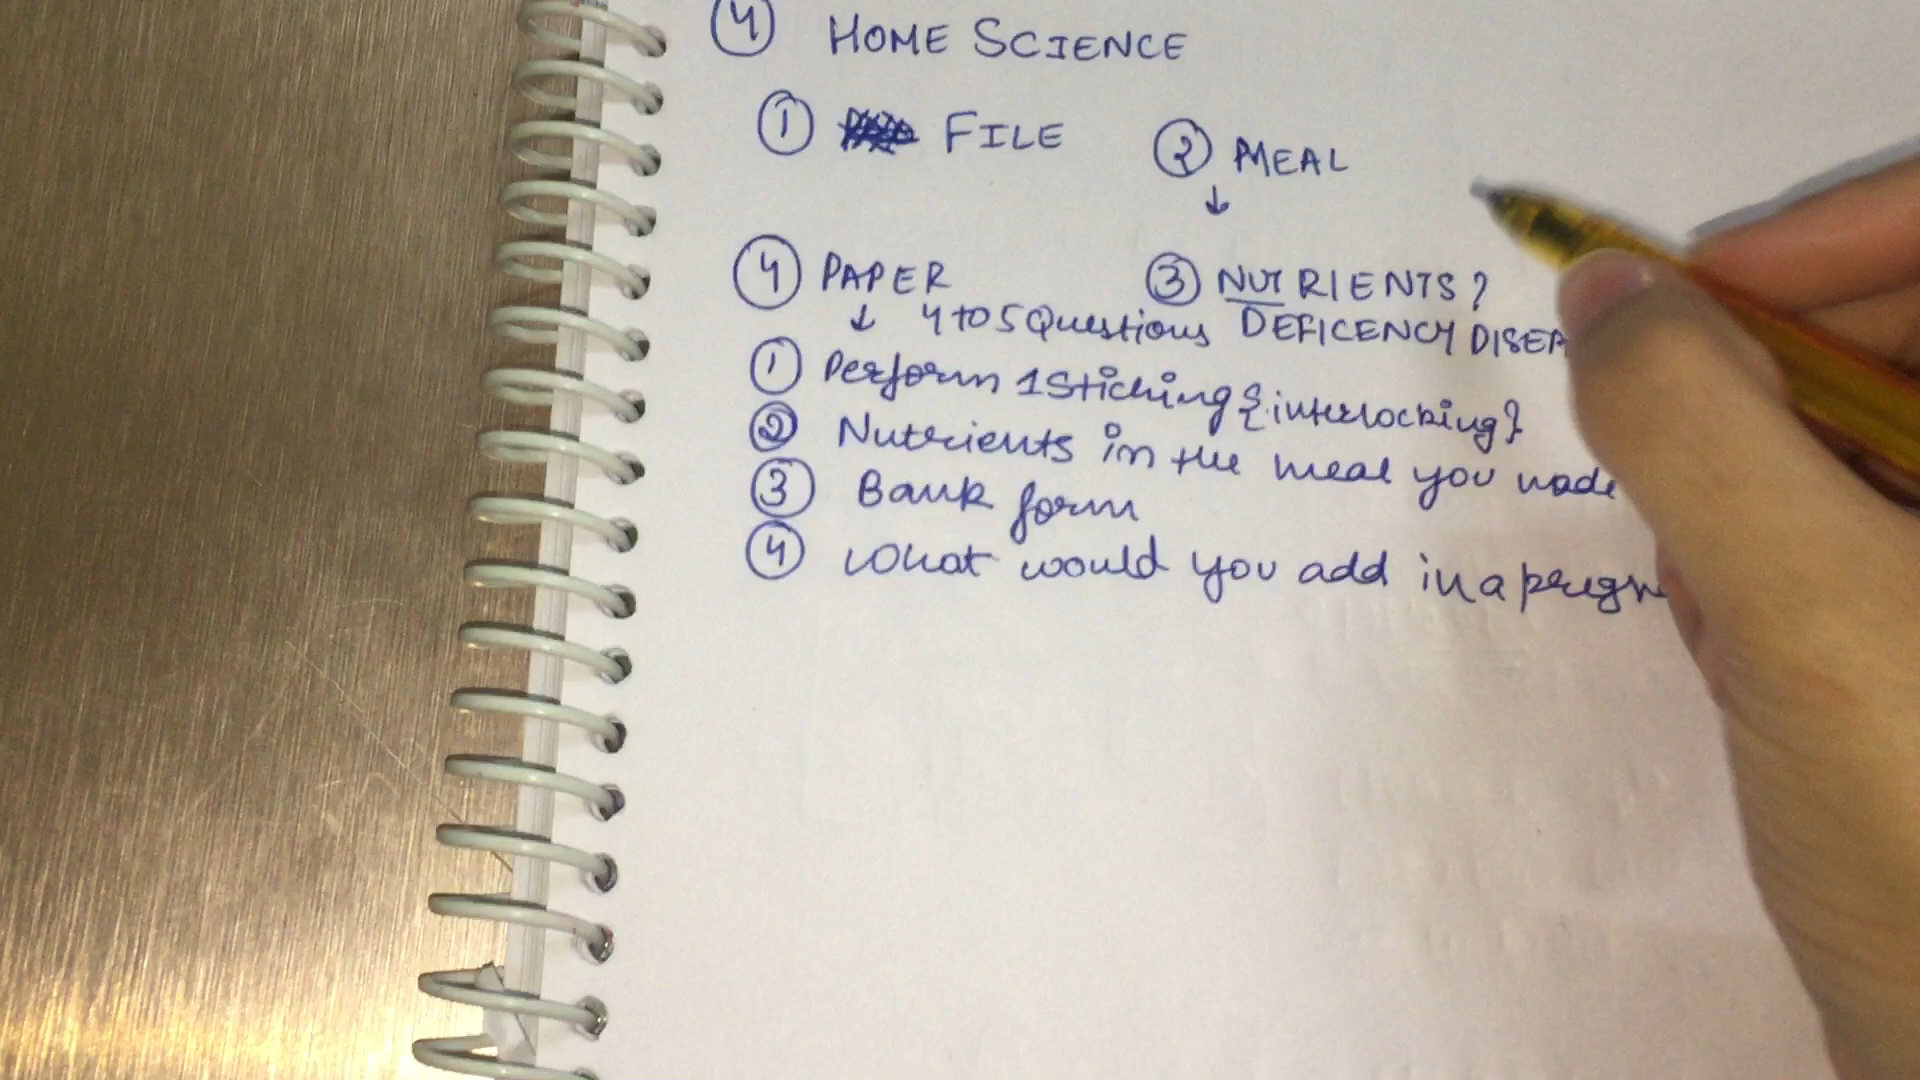 ④ HOME SCIENCE
① FILE ② MEAL
↓
④ PAPER ③ NUTRIENTS?
↓ 4 TO 5 Questions DEFICENCY
① Perform 1 Stiching {interlocking}
② Nutrients in the meal you made
③ Bank form
④ What would you add in a